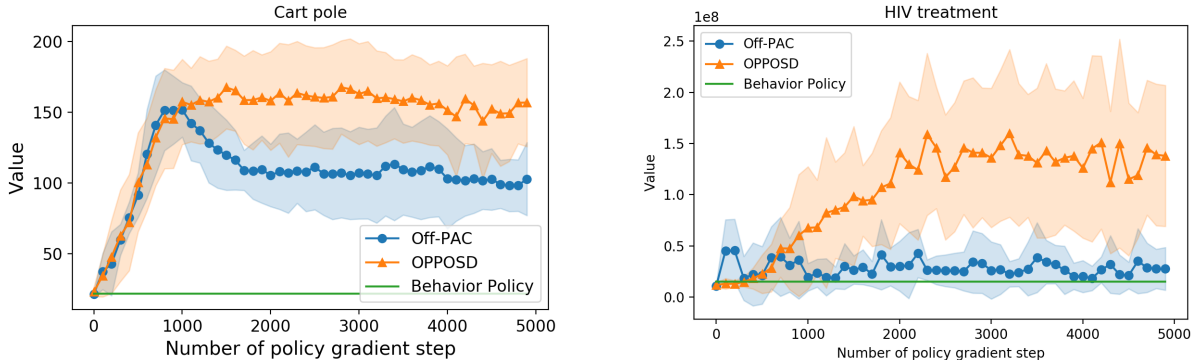 Cart pole
Value
200
150
100
50
0
1000
2000
3000
4000
5000
Number of policy gradient step
Off-PAC
OPPOSD
Behavior Policy
HIV treatment
1e8
Value
2.5
2.0
1.5
1.0
0.5
0.0
0
1000
2000
3000
4000
5000
Number of policy gradient step
Off-PAC
OPPOSD
Behavior Policy